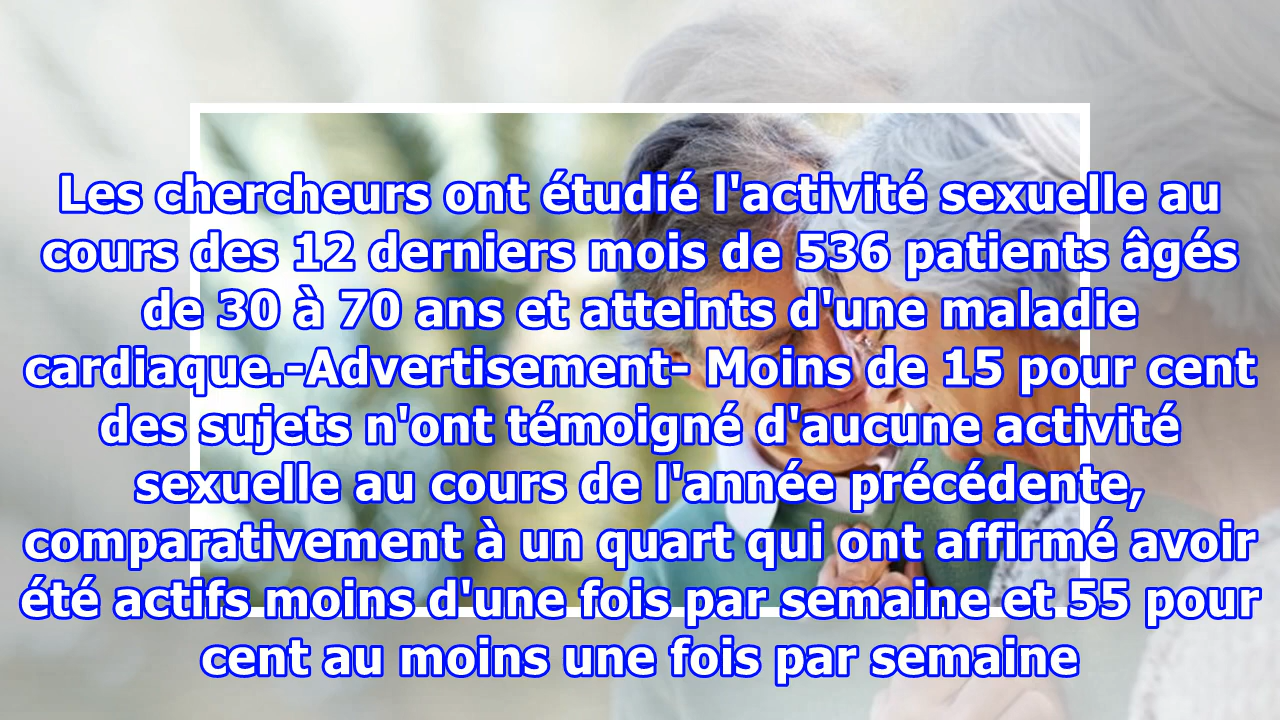 Les chercheurs ont étudié l'activité sexuelle au
cours des 12 derniers mois de 536 patients âgés
de 30 à 70 ans et atteints d'une maladie
cardiaque.-Advertisement- Moins de 15 pour cent
des sujets n'ont témoigné d'aucune activité
sexuelle au cours de l'année précédente,
comparativement à un quart qui ont affirmé avoir
été actifs moins d'une fois par semaine et 55 pour
cent au moins une fois par semaine